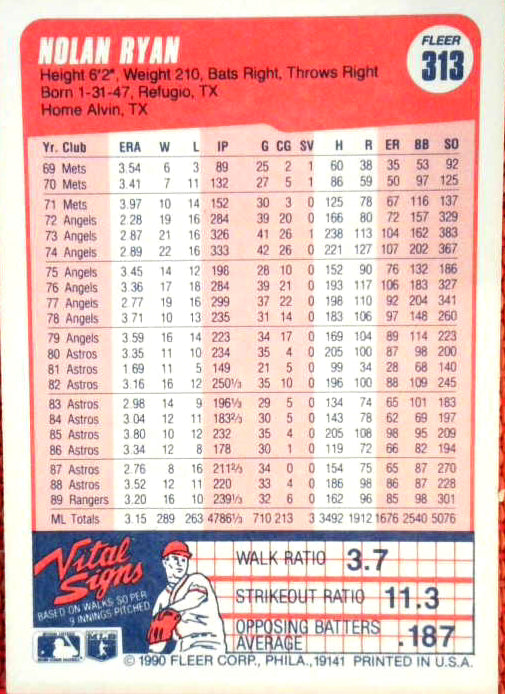 NOLAN RYAN
FLEER
313
Height 6'2", Weight 210, Bats Right, Throws Right
Born 1-31-47, Refugio, TX
Home Alvin, TX
Yr. Club ERA W L IP G CG SV H R ER BB SO
69 Mets 3.54 6 3 89 25 2 1 60 38 35 53 92
70 Mets 3.41 7 11 132 27 5 1 86 59 50 97 125
71 Mets 3.97 10 14 152 30 3 0 125 78 67 116 137
72 Angels 2.28 19 16 284 39 20 0 166 80 72 157 329
73 Angels 2.87 21 16 326 41 26 1 238 113 104 162 383
74 Angels 2.89 22 16 333 42 26 0 221 127 107 202 367
75 Angels 3.45 14 12 198 28 10 0 152 90 76 132 186
76 Angels 3.36 17 18 284 39 21 0 193 117 106 183 327
77 Angels 2.77 19 16 299 37 22 0 198 110 92 204 341
78 Angels 3.71 10 13 235 31 14 0 183 106 97 148 260
79 Angels 3.59 16 14 223 34 17 0 169 104 89 114 223
80 Astros 3.35 11 10 234 35 4 0 205 100 87 98 200
81 Astros 1.69 11 5 149 21 5 0 99 34 28 68 140
82 Astros 3.16 16 12 250⅓ 35 10 0 196 100 88 109 245
83 Astros 2.98 14 9 196⅓ 29 5 0 134 74 65 101 183
84 Astros 3.04 12 11 183⅔ 30 5 0 143 78 62 69 197
85 Astros 3.80 10 12 232 35 4 0 205 108 98 95 209
86 Astros 3.34 12 8 178 30 1 0 119 72 66 82 194
87 Astros 2.76 8 16 211⅔ 34 0 0 154 75 65 87 270
88 Astros 3.52 12 11 220 33 4 0 186 98 86 87 228
89 Rangers 3.20 16 10 239⅓ 32 6 0 162 96 85 98 301
ML Totals 3.15 289 263 4786⅓ 710 213 3 3492 1912 1676 2540 5076
Vital
Signs
BASED ON WALKS, SO PER
9 INNINGS PITCHED
WALK RATIO 3.7
STRIKEOUT RATIO 11.3
OPPOSING BATTERS
AVERAGE .187
© 1990 FLEER CORP., PHILA., 19141 PRINTED IN U.S.A.